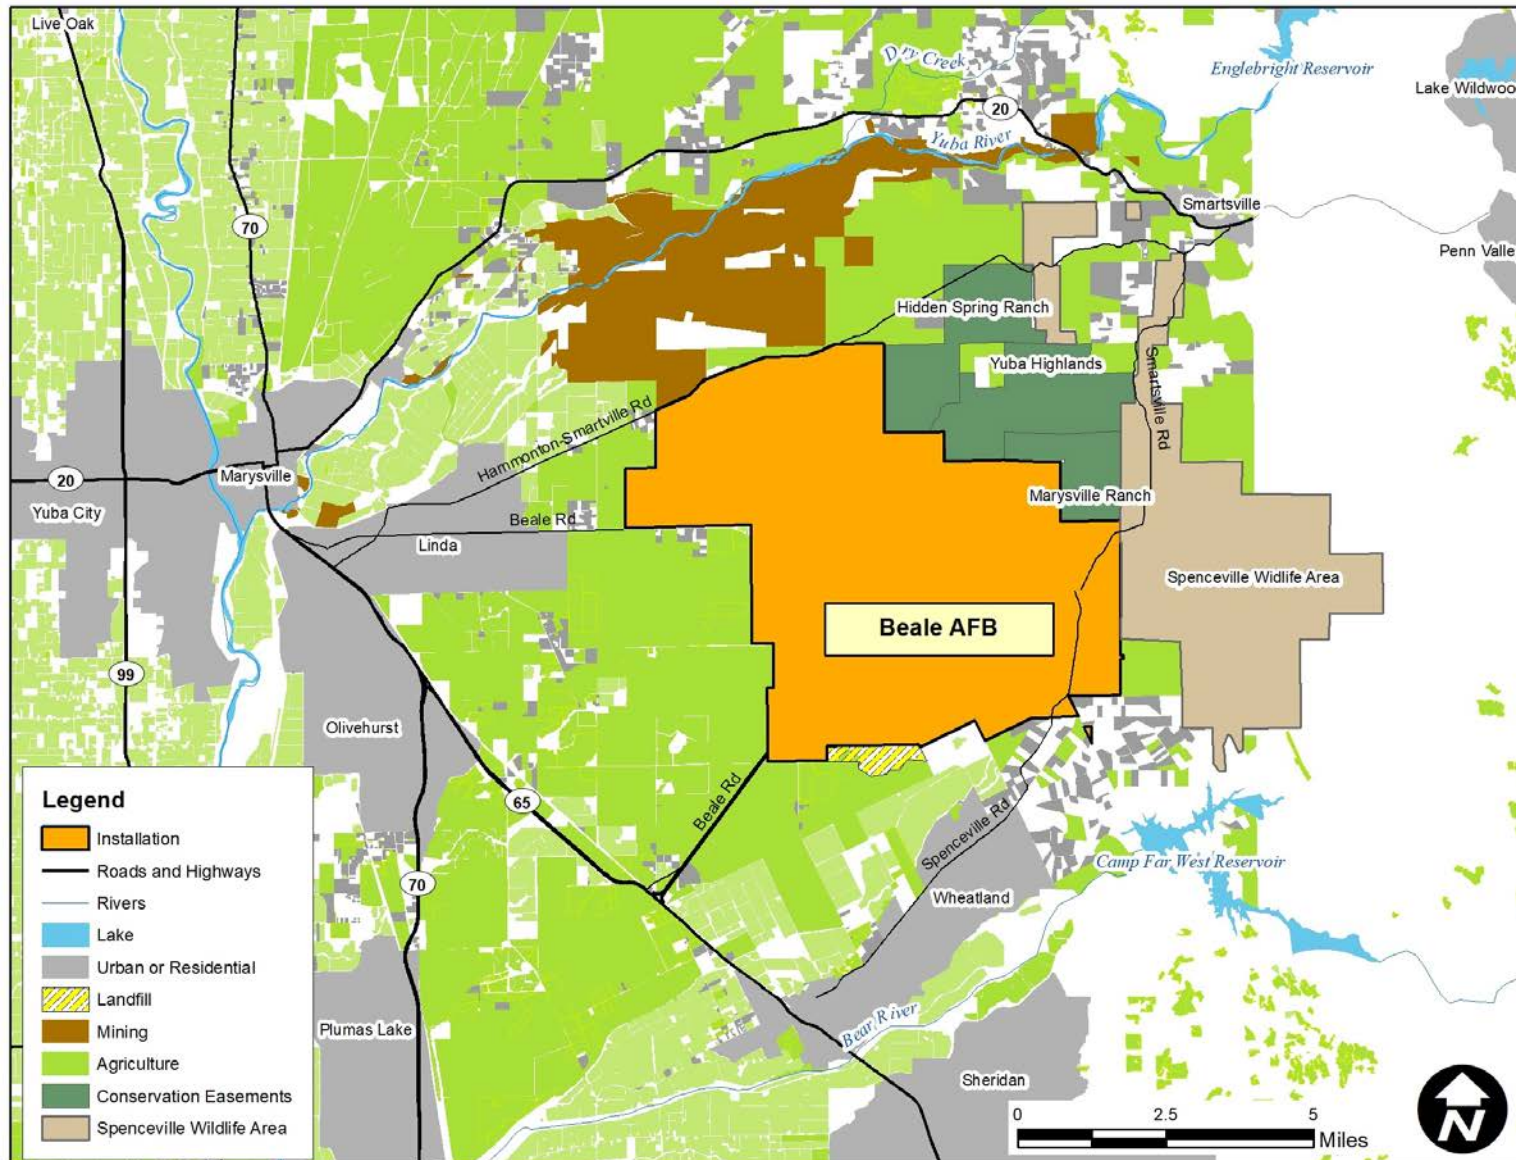 Live Oak
Dry Creek
Englebright Reservoir
Lake Wildwoo
20
Yuba River
70
Smartsville
Penn Valle
Hidden Spring Ranch
Yuba Highlands
Smartsville Rd
Hammonton-Smartville Rd
Marysville
20
Yuba City
Marysville Ranch
Beale Rd
Linda
Spenceville Widlife Area
Beale AFB
99
Olivehurst
65
Beale Rd
Spenceville Rd
Camp Far West Reservoir
70
Wheatland
Plumas Lake
Bear River
Sheridan
Legend
Installation
Roads and Highways
Rivers
Lake
Urban or Residential
Landfill
Mining
Agriculture
Conservation Easements
Spenceville Wildlife Area
0 2.5 5
Miles
N